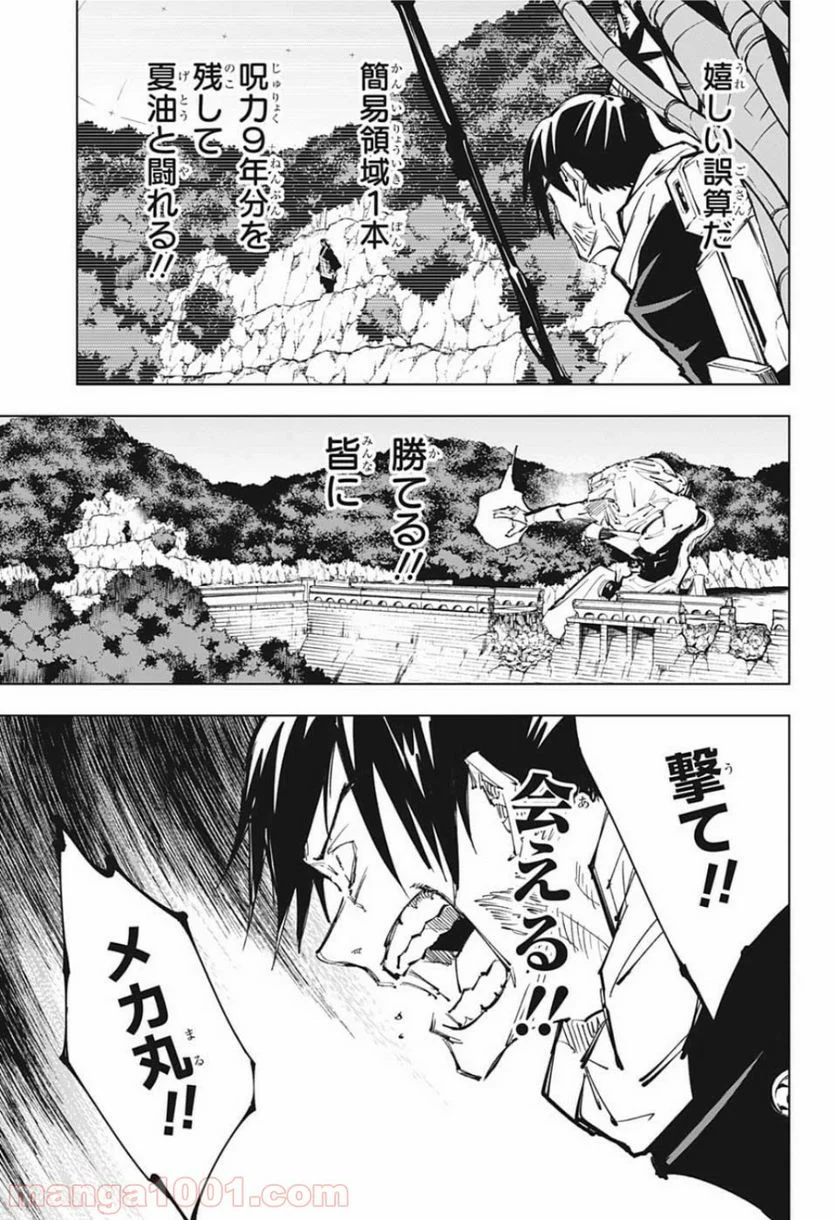 嬉しい誤算だ
簡易領域1本
呪力9年分を
残して
夏油と闘れる!!
勝てる!!
皆に
会える!!
撃て!!
メカ丸!!
manga1001.com